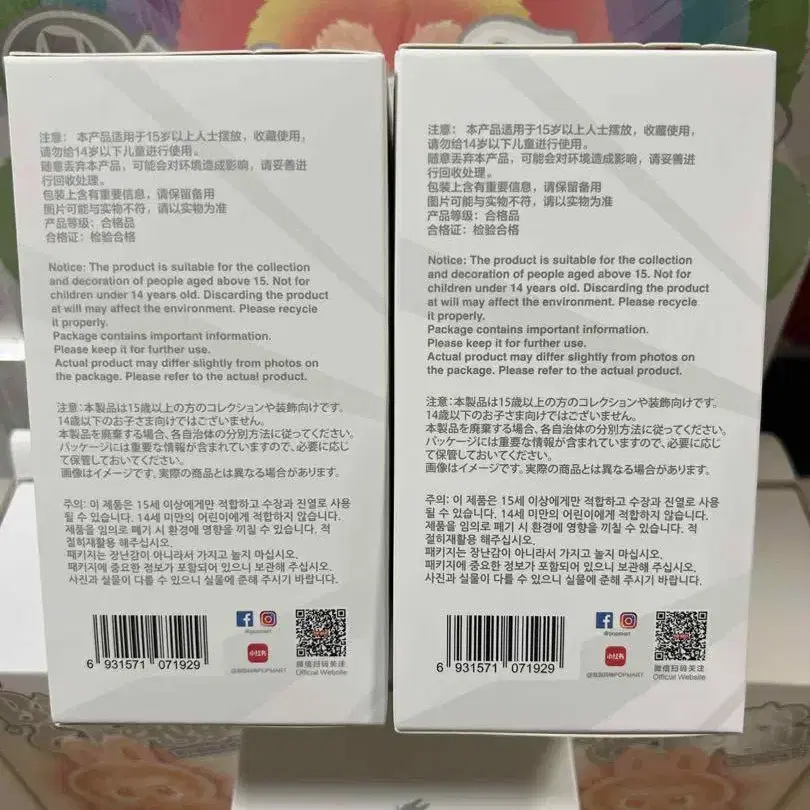 注意： 本产品适用于15岁以上人士摆放，收藏使用，
请勿给14岁以下儿童进行使用。
随意丢弃本产品，可能会对环境造成影响，请妥善进
行回收处理。
包装上含有重要信息，请保留备用
图片可能与实物不符，请以实物为准
产品等级：合格品
合格证：检验合格
Notice: The product is suitable for the collection
and decoration of people aged above 15. Not for
children under 14 years old. Discarding the product
at will may affect the environment. Please recycle
it properly.
Package contains important information.
Please keep it for further use.
Actual product may differ slightly from photos on
the package. Please refer to the actual product.
注意：本製品は15歳以上の方のコレクションや装飾向けです。
14歳以下のお子さま向けではございません。
本製品を廃棄する場合、各自治体の分別方法に従ってください。
パッケージには重要な情報が含まれていますので、必要に応じ
て保管しておいてください。
画像はイメージです。実際の商品とは異なる場合があります。
주의: 이 제품은 15세 이상에게만 적합하고 수장과 진열로 사용
될 수 있습니다. 14세 미만의 어린이에게 적합하지 않습니다.
제품을 임의로 폐기 시 환경에 영향을 끼칠 수 있습니다. 적
절히재활용 해주십시오.
패키지는 장난감이 아니라서 가지고 놀지 마십시오.
패키지에 중요한 정보가 포함되어 있으니 보관해 주십시오.
사진과 실물이 다를 수 있으니 실물에 준해 주시기 바랍니다.
6 931571 071929
@popmart
小红书
POPMART
微信扫码关注
Official Website
注意： 本产品适用于15岁以上人士摆放，收藏使用，
请勿给14岁以下儿童进行使用。
随意丢弃本产品，可能会对环境造成影响，请妥善进
行回收处理。
包装上含有重要信息，请保留备用
图片可能与实物不符，请以实物为准
产品等级：合格品
合格证：检验合格
Notice: The product is suitable for the collection
and decoration of people aged above 15. Not for
children under 14 years old. Discarding the product
at will may affect the environment. Please recycle
it properly.
Package contains important information.
Please keep it for further use.
Actual product may differ slightly from photos on
the package. Please refer to the actual product.
注意：本製品は15歳以上の方のコレクションや装飾向けです。
14歳以下のお子さま向けではございません。
本製品を廃棄する場合、各自治体の分別方法に従ってください。
パッケージには重要な情報が含まれていますので、必要に応じ
て保管しておいてください。
画像はイメージです。実際の商品とは異なる場合があります。
주의: 이 제품은 15세 이상에게만 적합하고 수장과 진열로 사용
될 수 있습니다. 14세 미만의 어린이에게 적합하지 않습니다.
제품을 임의로 폐기 시 환경에 영향을 끼칠 수 있습니다. 적
절히재활용 해주십시오.
패키지는 장난감이 아니라서 가지고 놀지 마십시오.
패키지에 중요한 정보가 포함되어 있으니 보관해 주십시오.
사진과 실물이 다를 수 있으니 실물에 준해 주시기 바랍니다.
6 931571 071929
@popmart
小红书
POPMART
微信扫码关注
Official Website